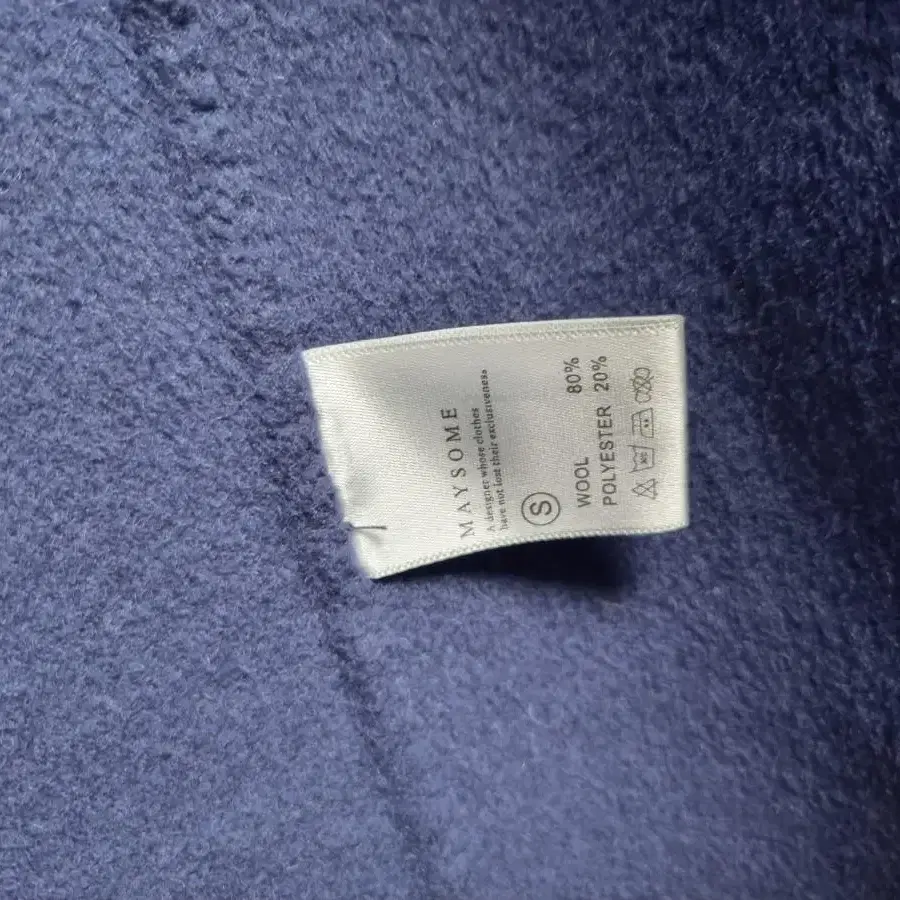 MAYSOME
A designer whose clothes
have not lost their exclusiveness
S
WOOL 80%
POLYESTER 20%